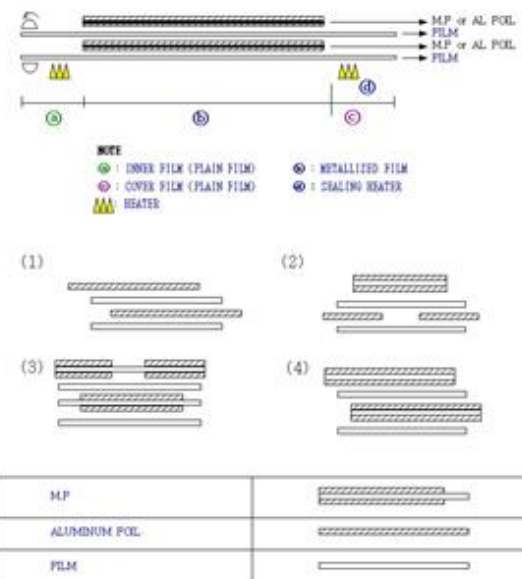 M.P or AL FOIL
FILM
M.P or AL FOIL
FILM
ⓓ
ⓐ ⓑ ⓒ
NOTE
ⓐ : INNER FILM (PLAIN FILM) ⓑ : METALLIZED FILM
ⓒ : COVER FILM (PLAIN FILM) ⓓ : SEALING HEATER
: HEATER
(1) (2)
(3) (4)
M.P
ALUMINUM FOIL
FILM